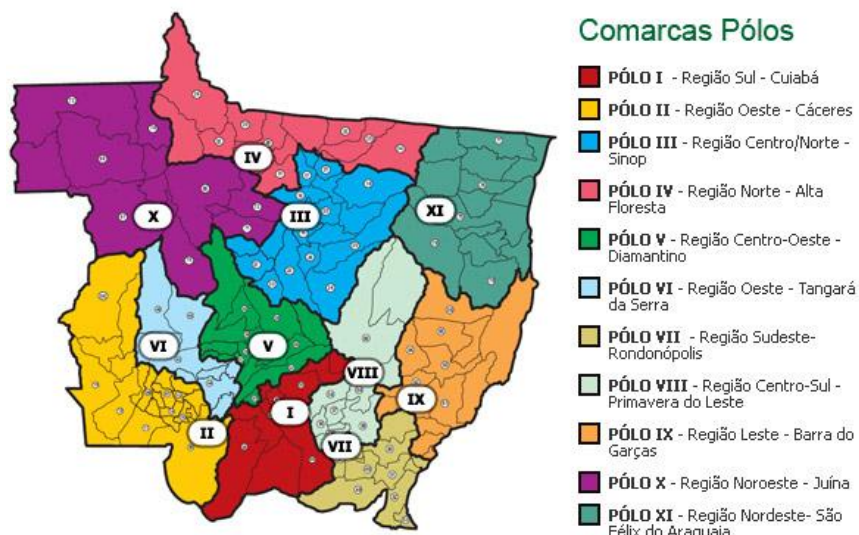 Comarcas Pólos
PÓLO I - Região Sul - Cuiabá
PÓLO II - Região Oeste - Cáceres
PÓLO III - Região Centro/Norte -
Sinop
PÓLO IV - Região Norte - Alta
Floresta
PÓLO V - Região Centro-Oeste -
Diamantino
PÓLO VI - Região Oeste - Tangará
da Serra
PÓLO VII - Região Sudeste-
Rondonópolis
PÓLO VIII - Região Centro-Sul -
Primavera do Leste
PÓLO IX - Região Leste - Barra do
Garças
PÓLO X - Região Noroeste - Juína
PÓLO XI - Região Nordeste- São
Félix do Araguaia
IV
X
III
XI
VI
V
VIII
IX
I
II
VII